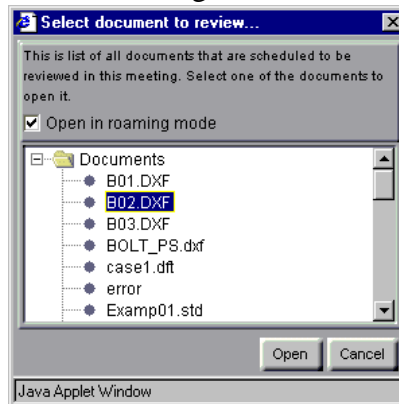 Select document to review...
This is list of all documents that are scheduled to be
reviewed in this meeting. Select one of the documents to
open it.
Open in roaming mode
Documents
B01.DXF
B02.DXF
B03.DXF
BOLT_PS.dxf
case1.dft
error
Examp01.std
Open Cancel
Java Applet Window